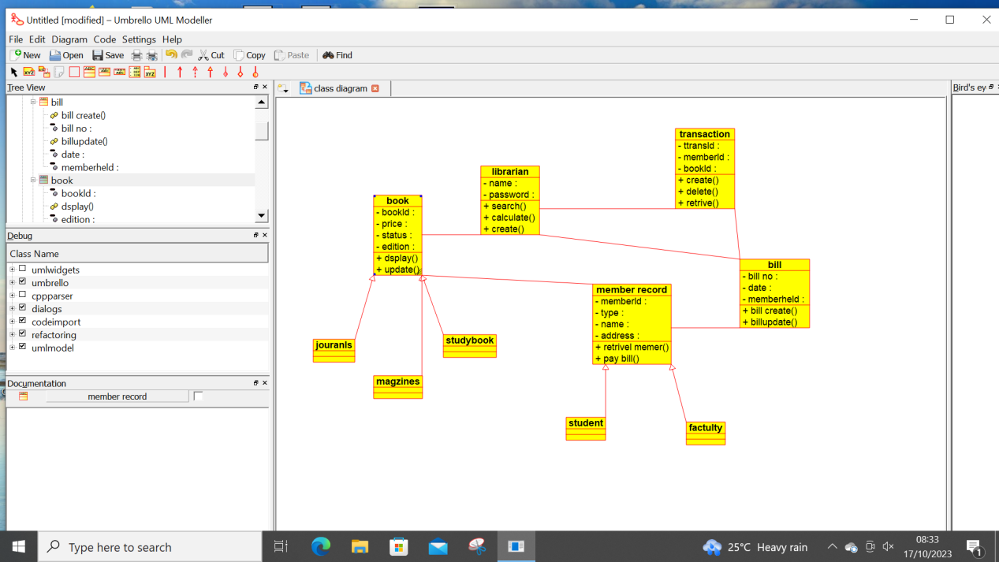 Untitled [modified] – Umbrello UML Modeller
File Edit Diagram Code Settings Help
New Open Save Cut Copy Paste Find
Tree View
class diagram
Bird's ey
bill
bill create()
bill no :
billupdate()
date :
memberheld :
book
bookId :
dsplay()
edition :
Debug
Class Name
umlwidgets
umbrello
cppparser
dialogs
codeimport
refactoring
umlmodel
Documentation
member record
transaction
- ttransId :
- memberId :
- bookId :
+ create()
+ delete()
+ retrive()
librarian
- name :
- password :
+ search()
+ calculate()
+ create()
book
- bookId :
- price :
- status :
- edition :
+ dsplay()
+ update()
bill
- bill no :
- date :
- memberheld :
+ bill create()
+ billupdate()
member record
- memberId :
- type :
- name :
- address :
+ retrivel memer()
+ pay bill()
jouranls
studybook
magzines
student
factulty
Type here to search
25°C Heavy rain
08:33
17/10/2023
1